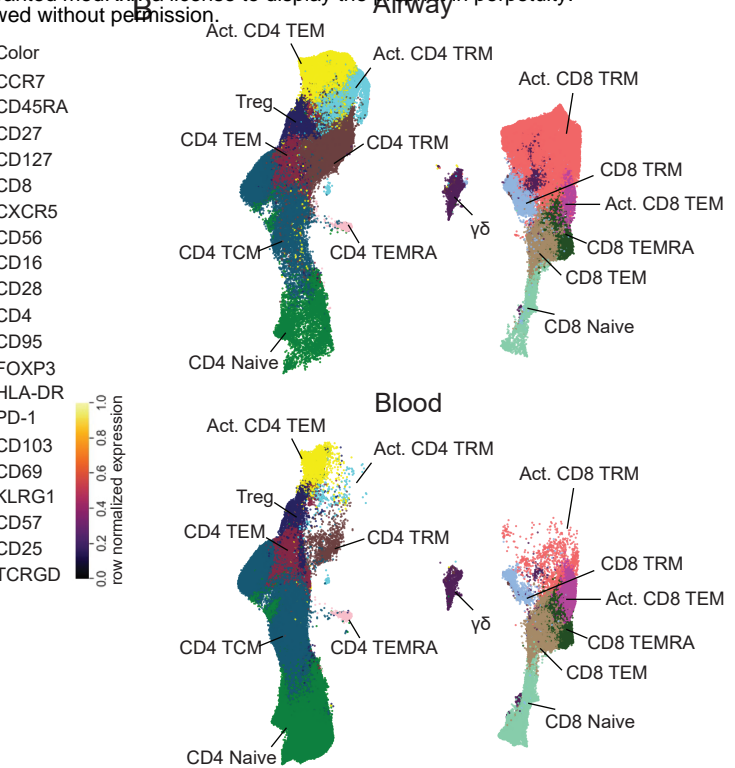 wed without permission.
B
Airway
Color
CCR7
CD45RA
CD27
CD127
CD8
CXCR5
CD56
CD16
CD28
CD4
CD95
FOXP3
HLA-DR
PD-1
CD103
CD69
KLRG1
CD57
CD25
TCRGD
1.0
0.8
0.6
0.4
0.2
0.0
row normalized expression
Act. CD4 TEM
Act. CD4 TRM
Treg
CD4 TEM
CD4 TRM
CD4 TCM
CD4 TEMRA
CD4 Naive
γδ
Act. CD8 TRM
CD8 TRM
Act. CD8 TEM
CD8 TEMRA
CD8 TEM
CD8 Naive
Blood
Act. CD4 TEM
Act. CD4 TRM
Treg
CD4 TEM
CD4 TRM
CD4 TCM
CD4 TEMRA
CD4 Naive
γδ
Act. CD8 TRM
CD8 TRM
Act. CD8 TEM
CD8 TEMRA
CD8 TEM
CD8 Naive